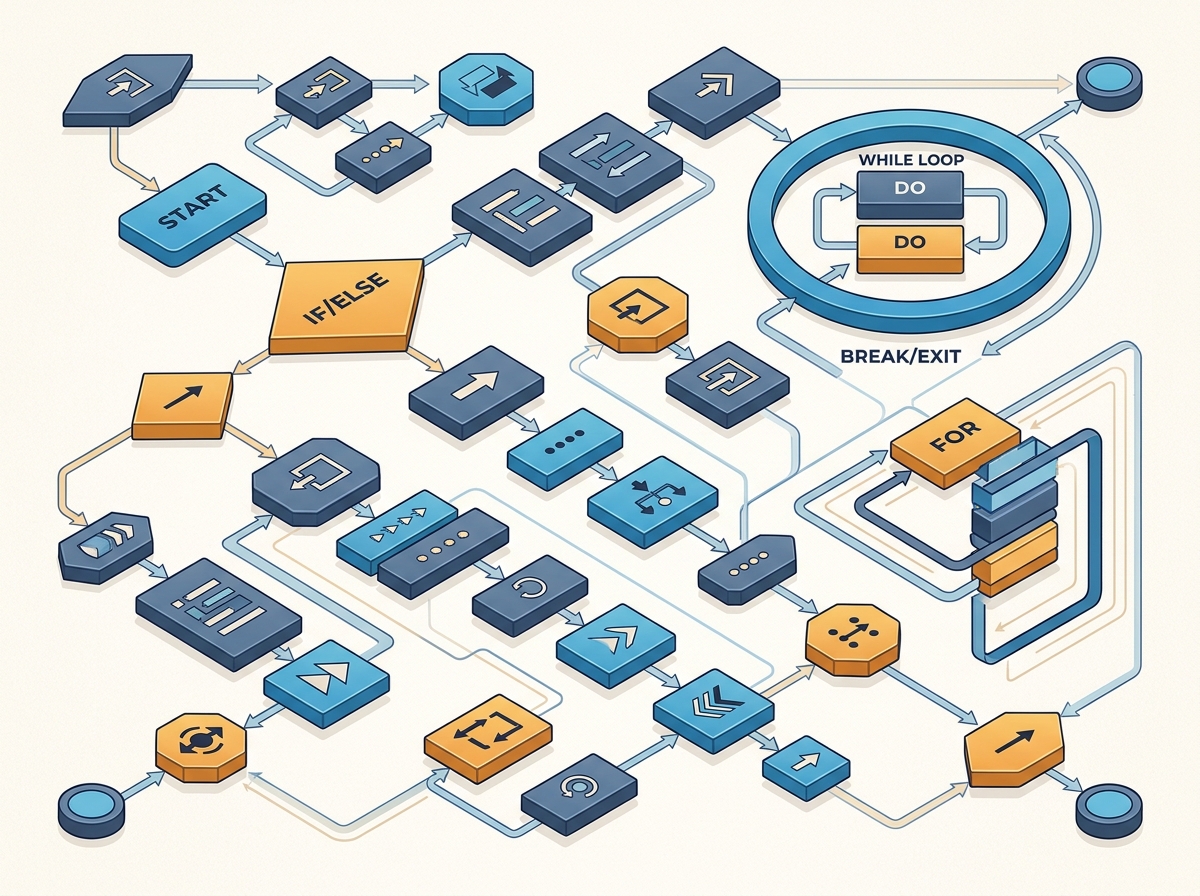 START
IF/ELSE
WHILE LOOP
DO
DO
BREAK/EXIT
FOR